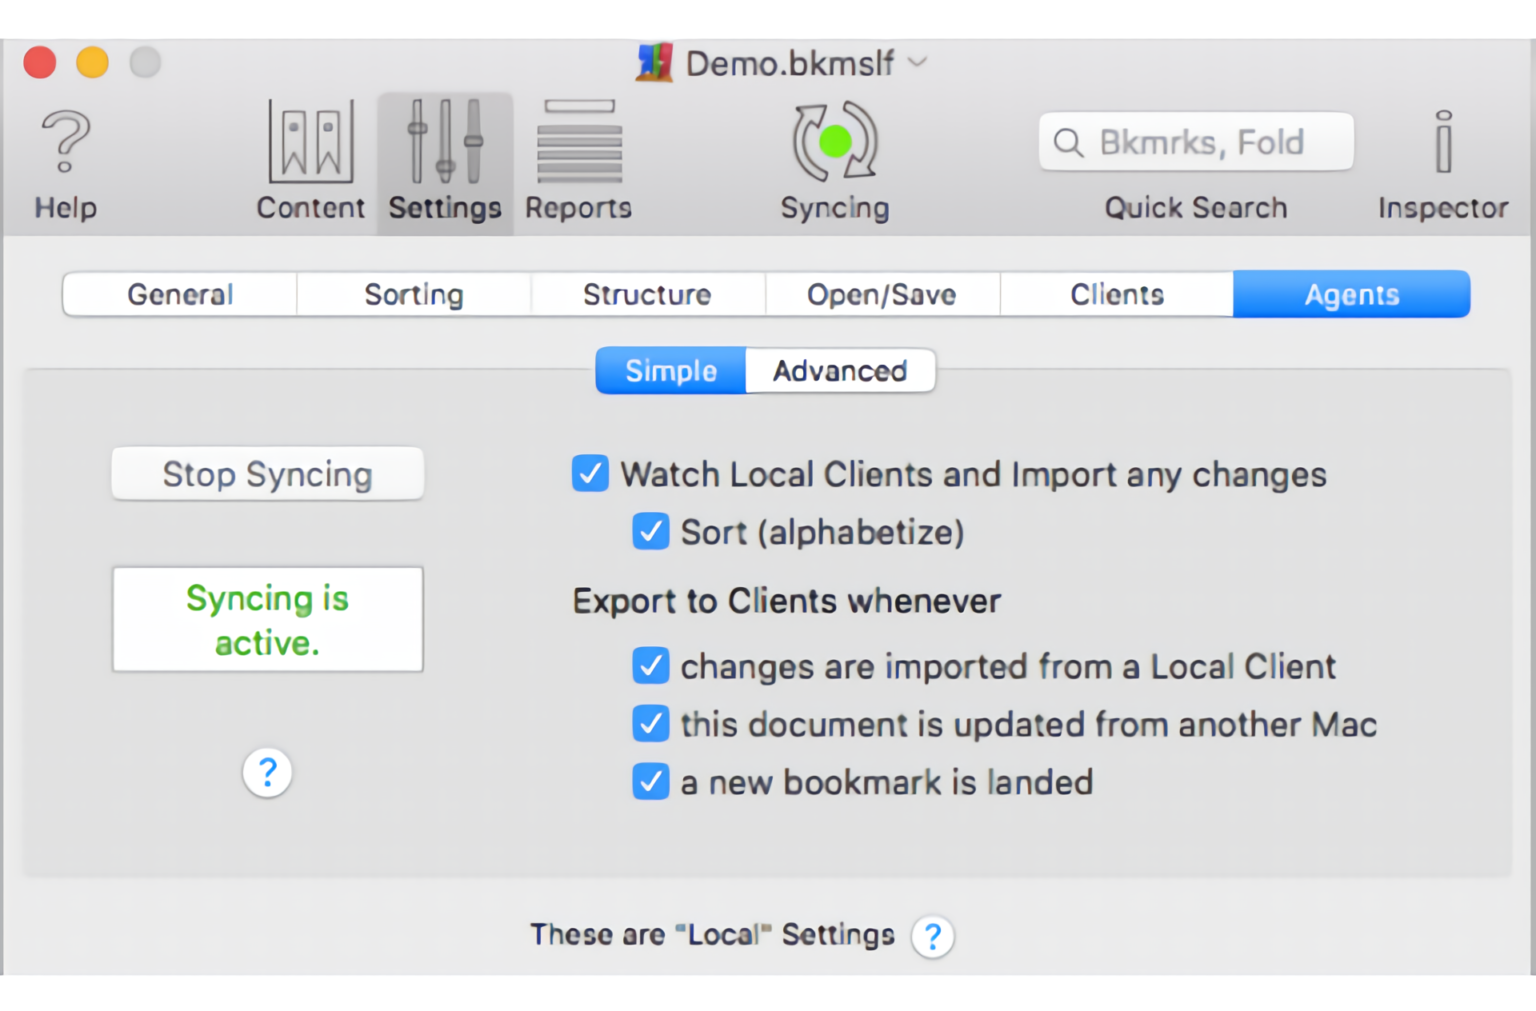 Demo.bkmslf
Help
Content
Settings
Reports
Syncing
Bkmrks, Fold
Quick Search
Inspector
General
Sorting
Structure
Open/Save
Clients
Agents
Simple
Advanced
Stop Syncing
Watch Local Clients and Import any changes
Sort (alphabetize)
Syncing is
active.
Export to Clients whenever
changes are imported from a Local Client
this document is updated from another Mac
a new bookmark is landed
?
These are "Local" Settings
?